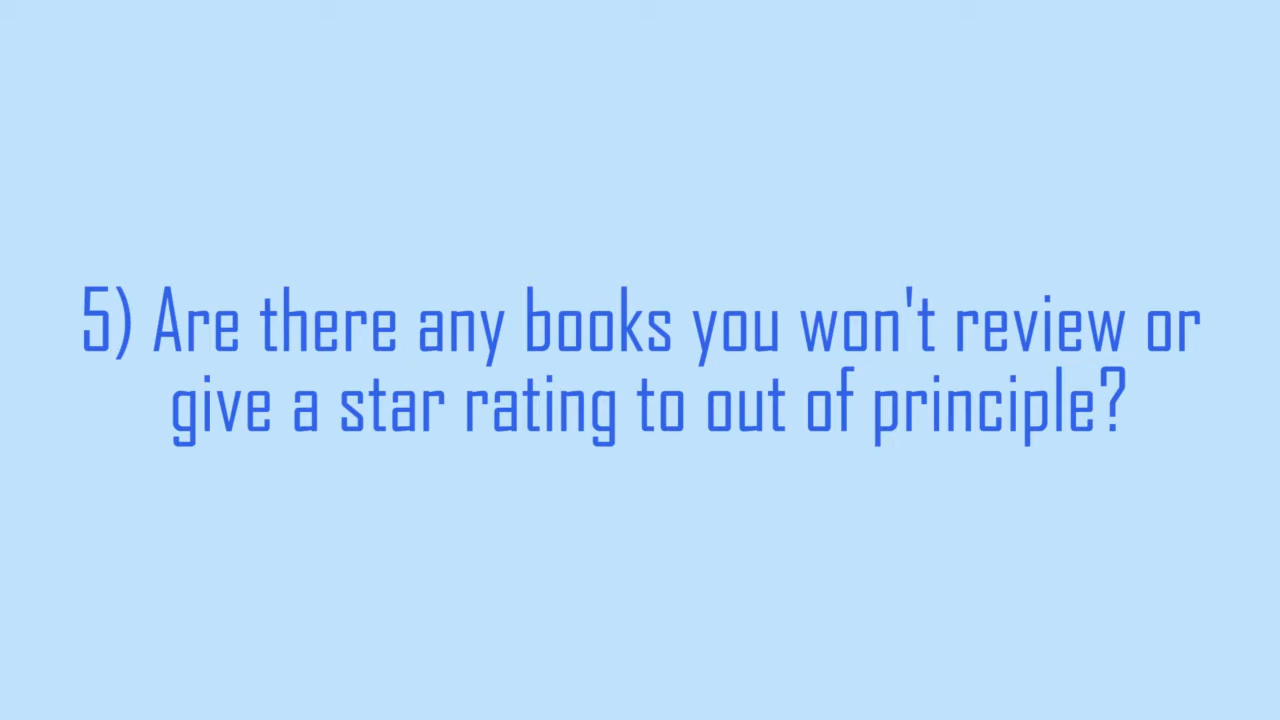 5) Are there any books you won't review or
give a star rating to out of principle?